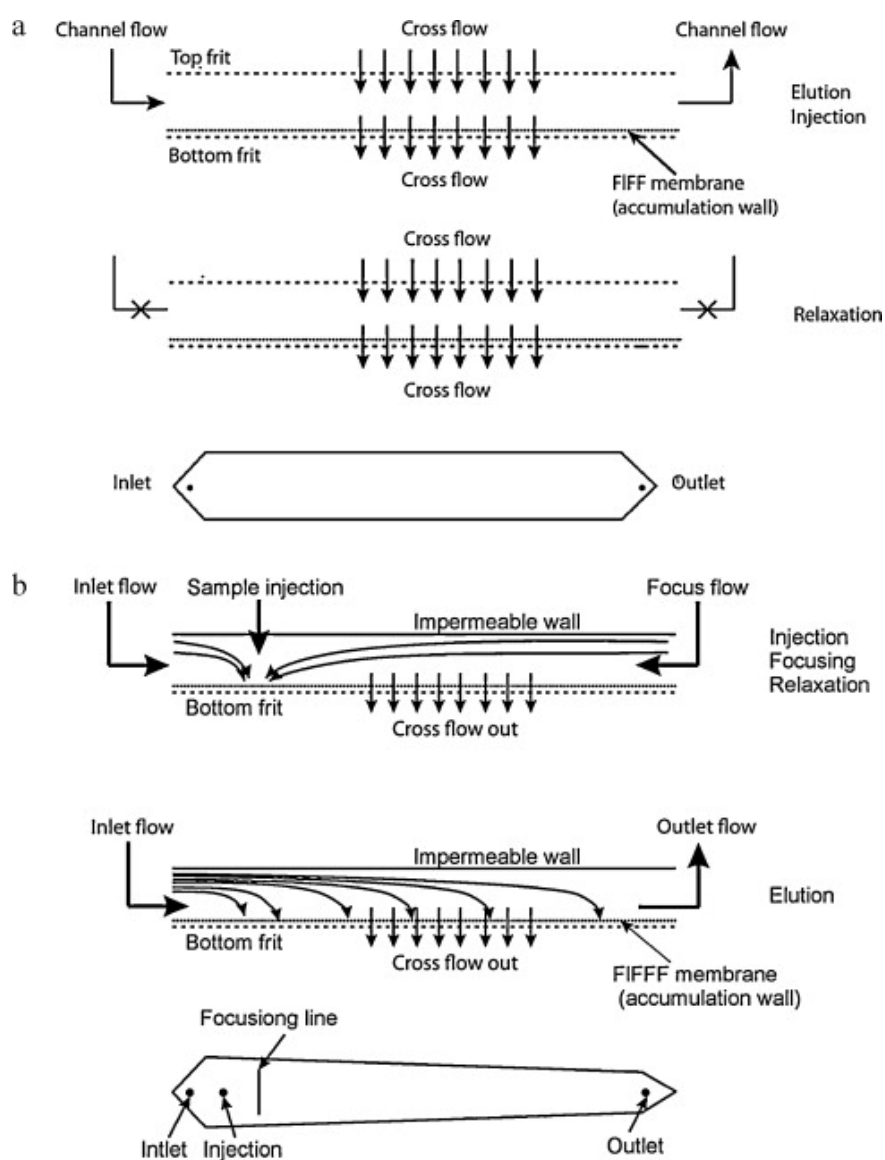 a
Channel flow
Cross flow
Channel flow
Top frit
Elution
Injection
Bottom frit
Cross flow
FIFF membrane
(accumulation wall)
Cross flow
Relaxation
Cross flow
Inlet
Outlet
b
Inlet flow
Sample injection
Focus flow
Impermeable wall
Injection
Focusing
Relaxation
Bottom frit
Cross flow out
Inlet flow
Outlet flow
Impermeable wall
Elution
Bottom frit
Cross flow out
FIFFF membrane
(accumulation wall)
Focusiong line
Intlet
Injection
Outlet